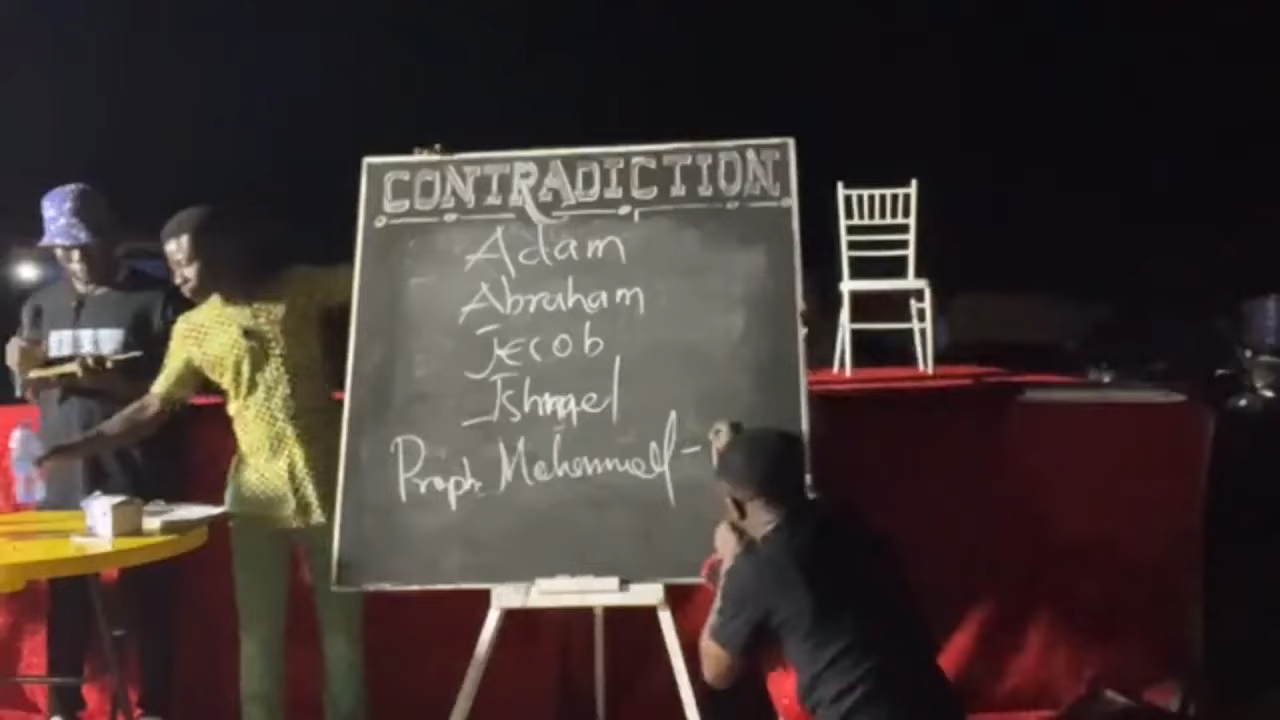 CONTRADICTION
Adam
Abraham
Jecob
Ishmael
Proph. Mohammed -